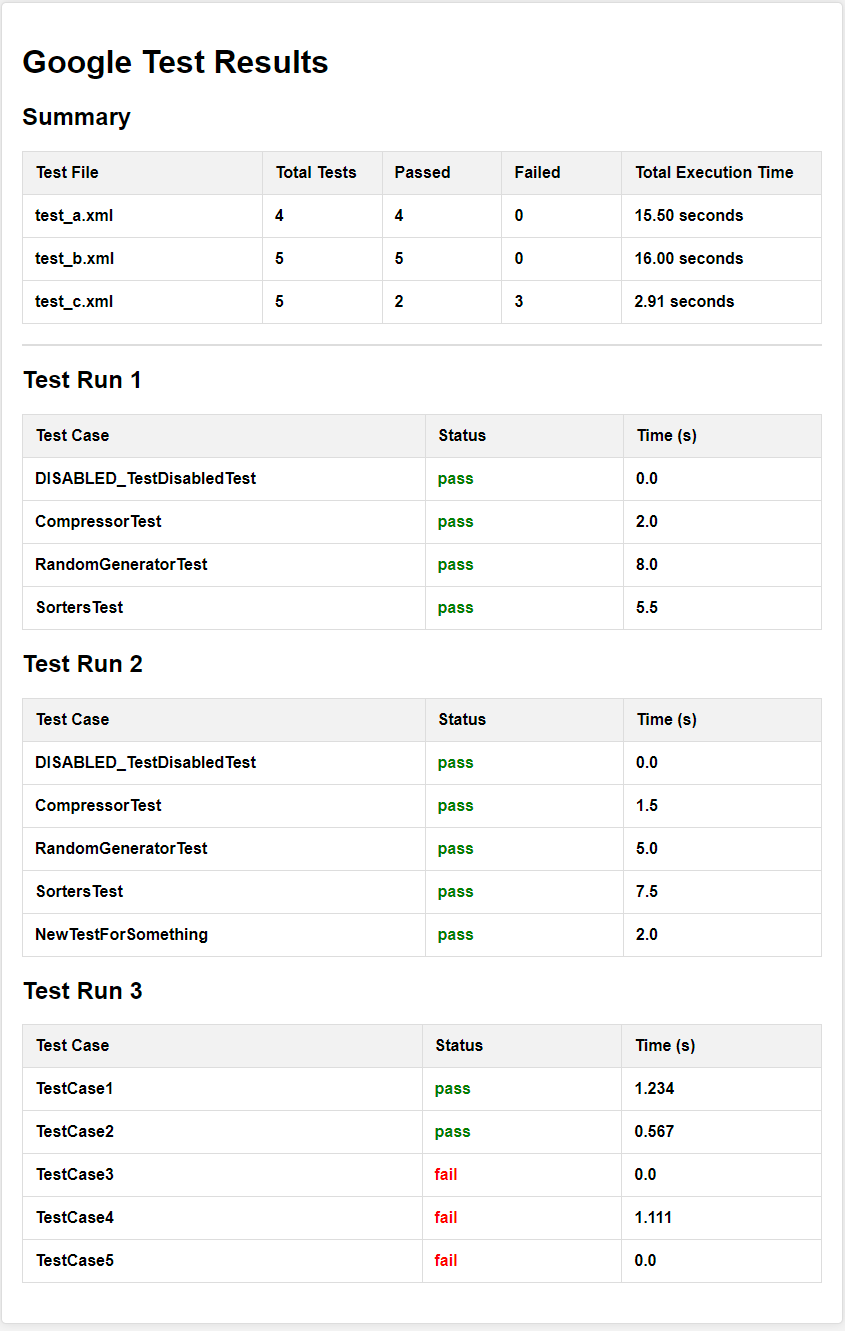 Google Test Results
Summary
Test File Total Tests Passed Failed Total Execution Time
test_a.xml 4 4 0 15.50 seconds
test_b.xml 5 5 0 16.00 seconds
test_c.xml 5 2 3 2.91 seconds
Test Run 1
Test Case Status Time (s)
DISABLED_TestDisabledTest pass 0.0
CompressorTest pass 2.0
RandomGeneratorTest pass 8.0
SortersTest pass 5.5
Test Run 2
Test Case Status Time (s)
DISABLED_TestDisabledTest pass 0.0
CompressorTest pass 1.5
RandomGeneratorTest pass 5.0
SortersTest pass 7.5
NewTestForSomething pass 2.0
Test Run 3
Test Case Status Time (s)
TestCase1 pass 1.234
TestCase2 pass 0.567
TestCase3 fail 0.0
TestCase4 fail 1.111
TestCase5 fail 0.0